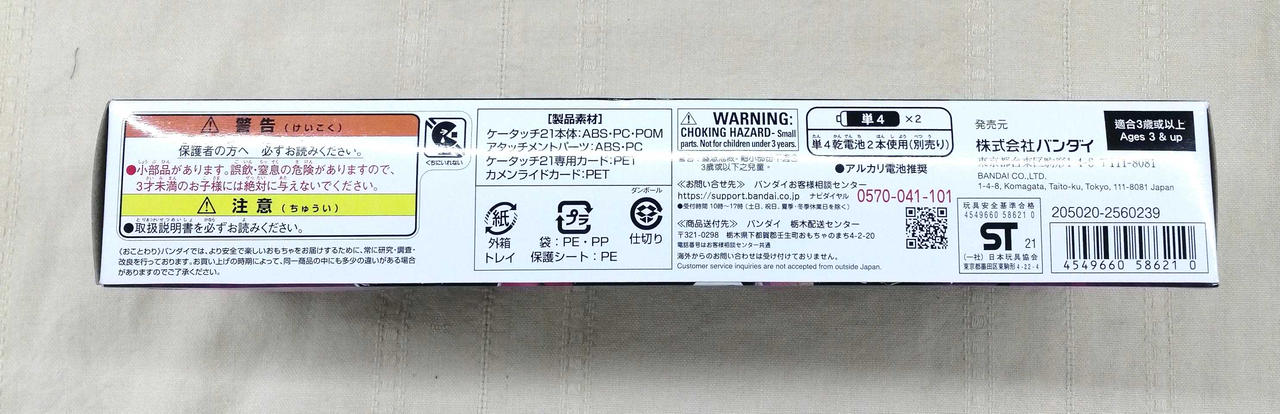 警告(けいこく)
保護者の方へ 必ずお読みください。
●小部品があります。誤飲・窒息の危険がありますので、
3才未満のお子様には絶対に与えないでください。
注意(ちゅうい)
●取扱説明書を必ずお読みください。
〈おことわり〉バンダイでは、より安全で楽しいおもちゃをお届けするために、常に研究・調査・
改良を行っております。お買い上げの時期によって、同一商品の中にも多少の違いがある場合
がありますのでご了承ください。
くちにいれない
【製品素材】
ケータッチ21本体:ABS・PC・POM
アタッチメントパーツ:ABS・PC
ケータッチ21専用カード:PET
カメンライドカード:PET
紙
外箱
トレイ
プラ
袋:PE・PP
保護シート:PE
ダンボール
仕切り
WARNING:
CHOKING HAZARD- Small
parts. Not for children under 3 years.
3歲或以下之兒童。
単4 ×2
単4乾電池2本使用(別売り)
●アルカリ電池推奨
≪お問い合せ先≫ バンダイお客様相談センター
https://support.bandai.co.jp ナビダイヤル 0570-041-101
●受付時間 10時~17時(土日、祝日、夏季・冬季休業日を除く)
≪商品送付先≫ バンダイ 栃木配送センター
〒321-0298 栃木県下都賀郡壬生町おもちゃのまち4-2-20
電話番号はお客様相談センター共通
海外からのお問い合わせは受け付けておりません。
Customer service inquiries are not accepted from outside Japan.
発売元
株式会社バンダイ
適合3歳或以上
Ages 3 & up
BANDAI CO.,LTD.
1-4-8, Komagata, Taito-ku, Tokyo, 111-8081 Japan
玩具安全基準合格
4549660 58621 0
ST 21
(一社)日本玩具協会
東京都墨田区東駒形4-22-4
205020-2560239
4549660 586210